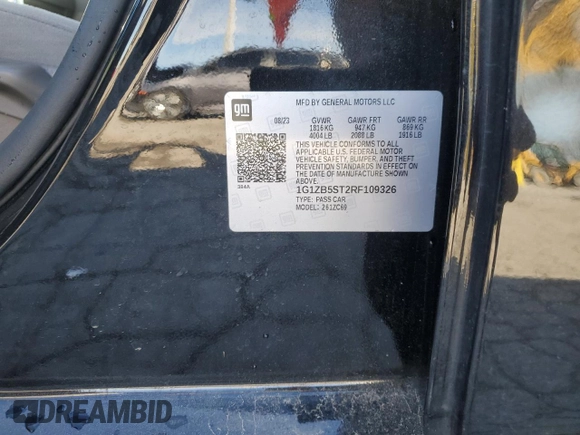 gm
MFD BY GENERAL MOTORS LLC
08/23 GVWR GAWR FRT GAWR RR
1816 KG 947 KG 869 KG
4004 LB 2088 LB 1916 LB
THIS VEHICLE CONFORMS TO ALL
APPLICABLE U.S. FEDERAL MOTOR
VEHICLE SAFETY, BUMPER, AND THEFT
PREVENTION STANDARDS IN EFFECT ON
THE DATE OF MANUFACTURE SHOWN
ABOVE.
1G1ZB5ST2RF109326
TYPE: PASS CAR
MODEL: 261ZC69
DREAMBID